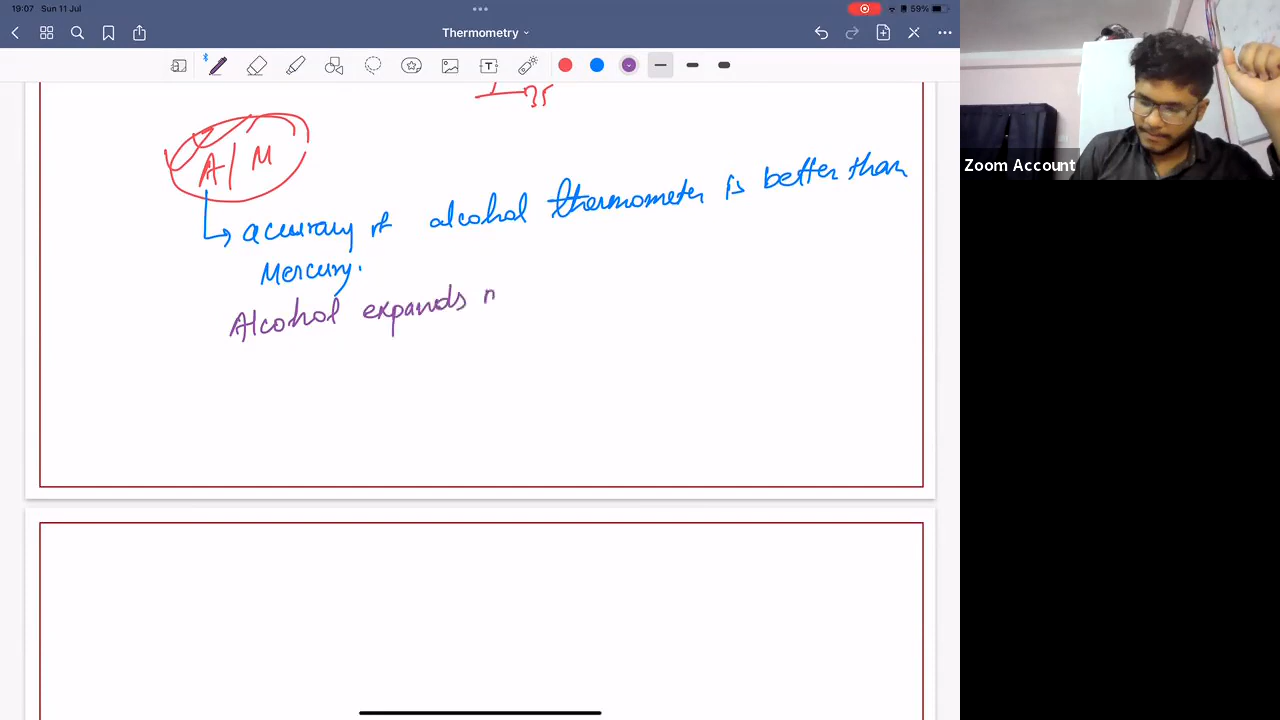 19:07 Sun 11 Jul
59%
Thermometry
35
A/M
accuracy of alcohol thermometer is better than
Mercury.
Alcohol expands
Zoom Account